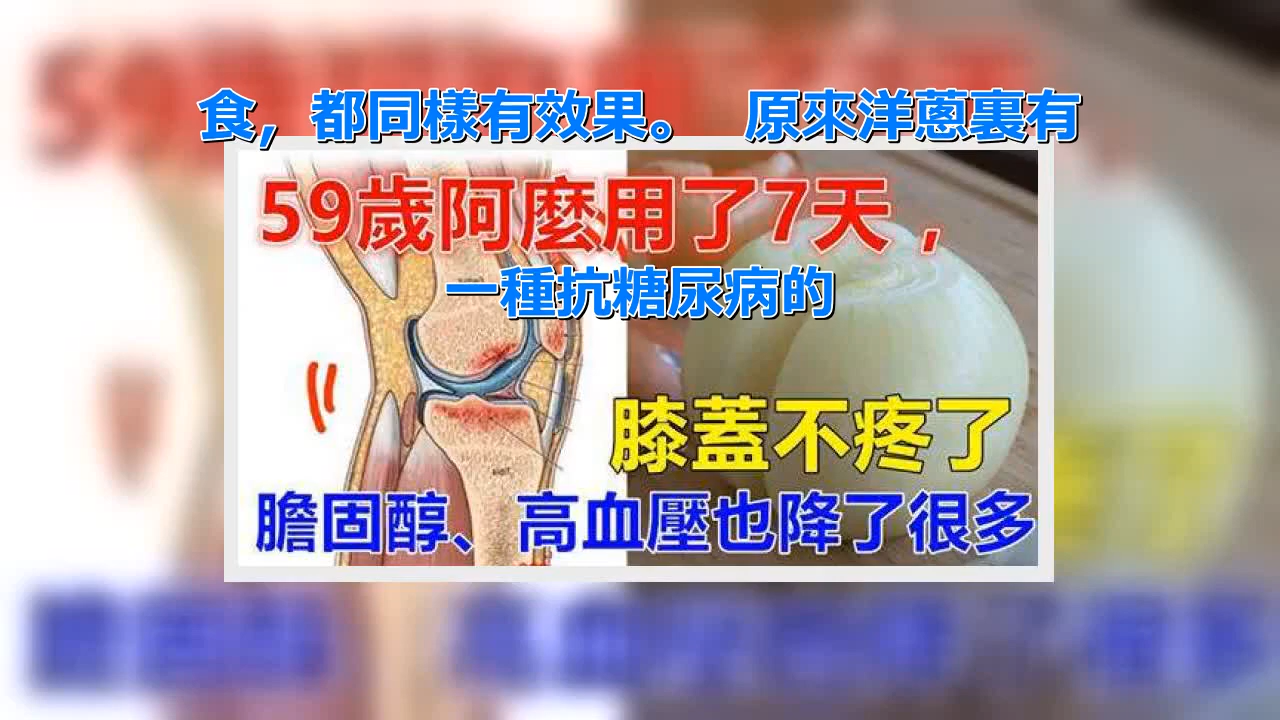 食，都同樣有效果。 原來洋蔥裏有
59歲阿麼用了7天，
一種抗糖尿病的
膝蓋不疼了
膽固醇、高血壓也降了很多